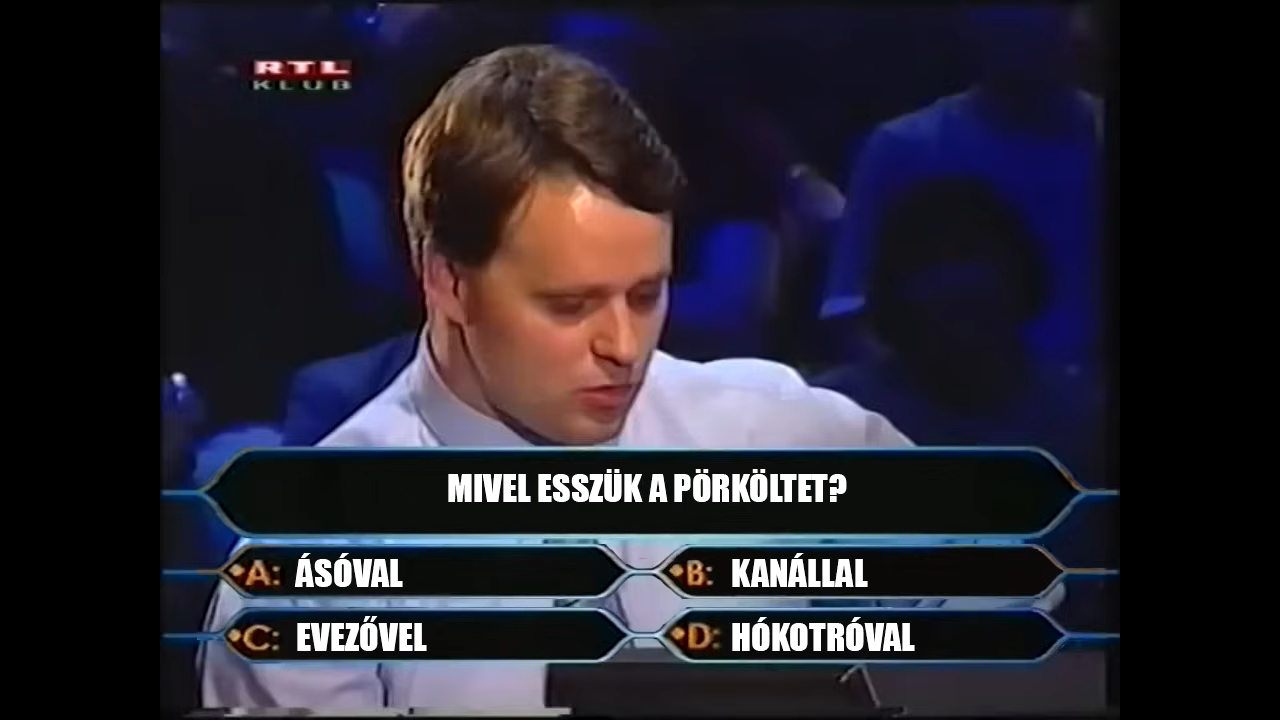 RTL
KLUB
MIVEL ESSZÜK A PÖRKÖLTET?
A: ÁSÓVAL
B: KANÁLLAL
C: EVEZŐVEL
D: HÓKOTRÓVAL